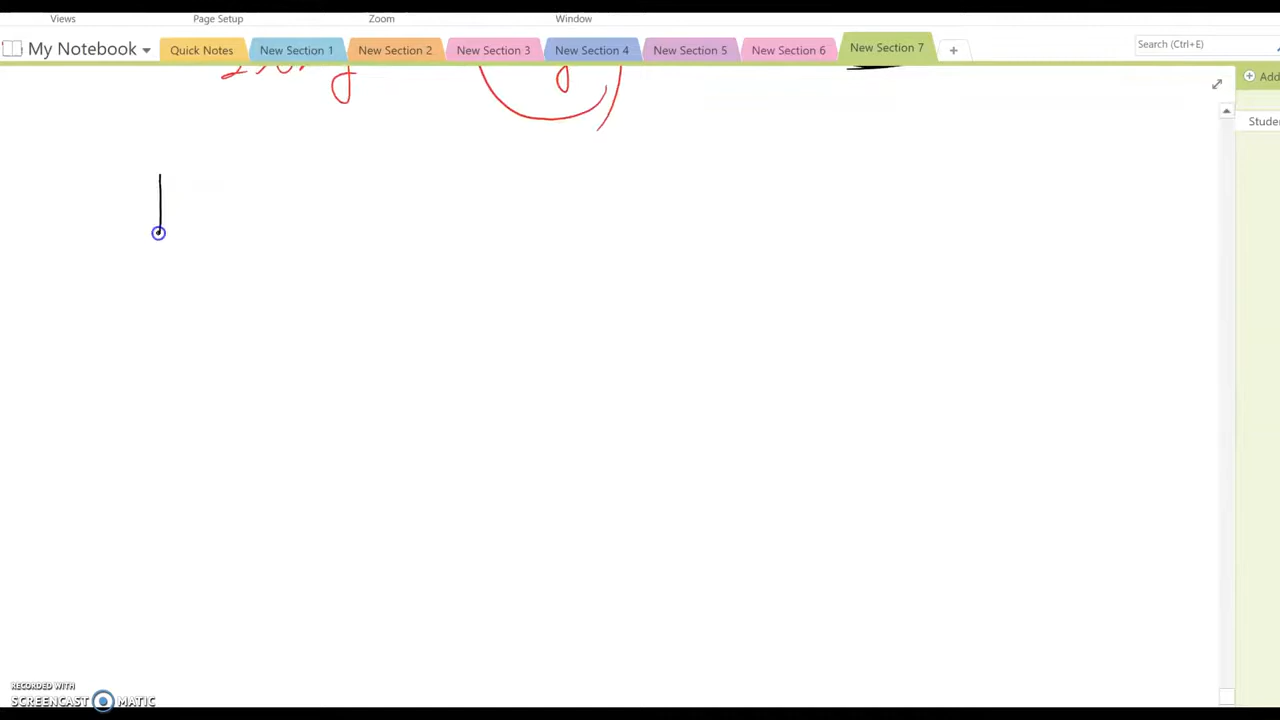 Views Page Setup Zoom Window
My Notebook Quick Notes New Section 1 New Section 2 New Section 3 New Section 4 New Section 5 New Section 6 New Section 7 Search (Ctrl+E)
Add
Studen
RECORDED WITH
SCREENCAST MATIC